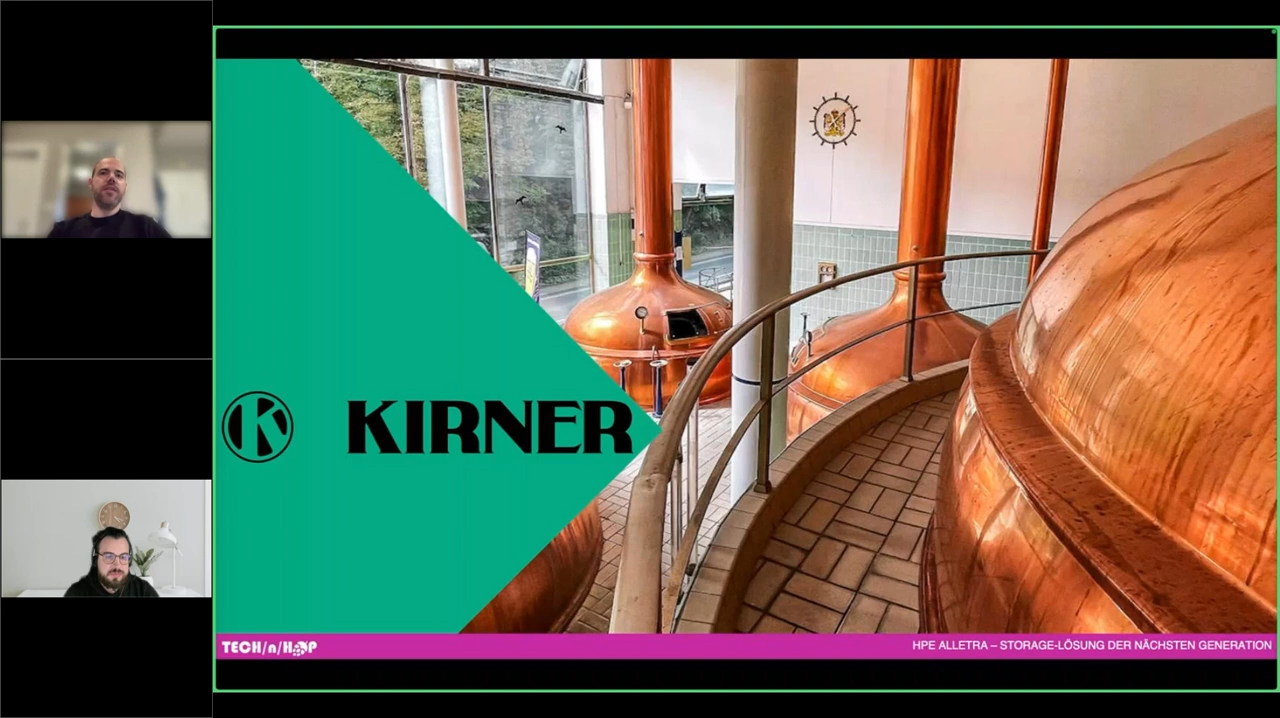 K
KIRNER
TECH/n/HOP
HPE ALLETRA – STORAGE-LÖSUNG DER NÄCHSTEN GENERATION